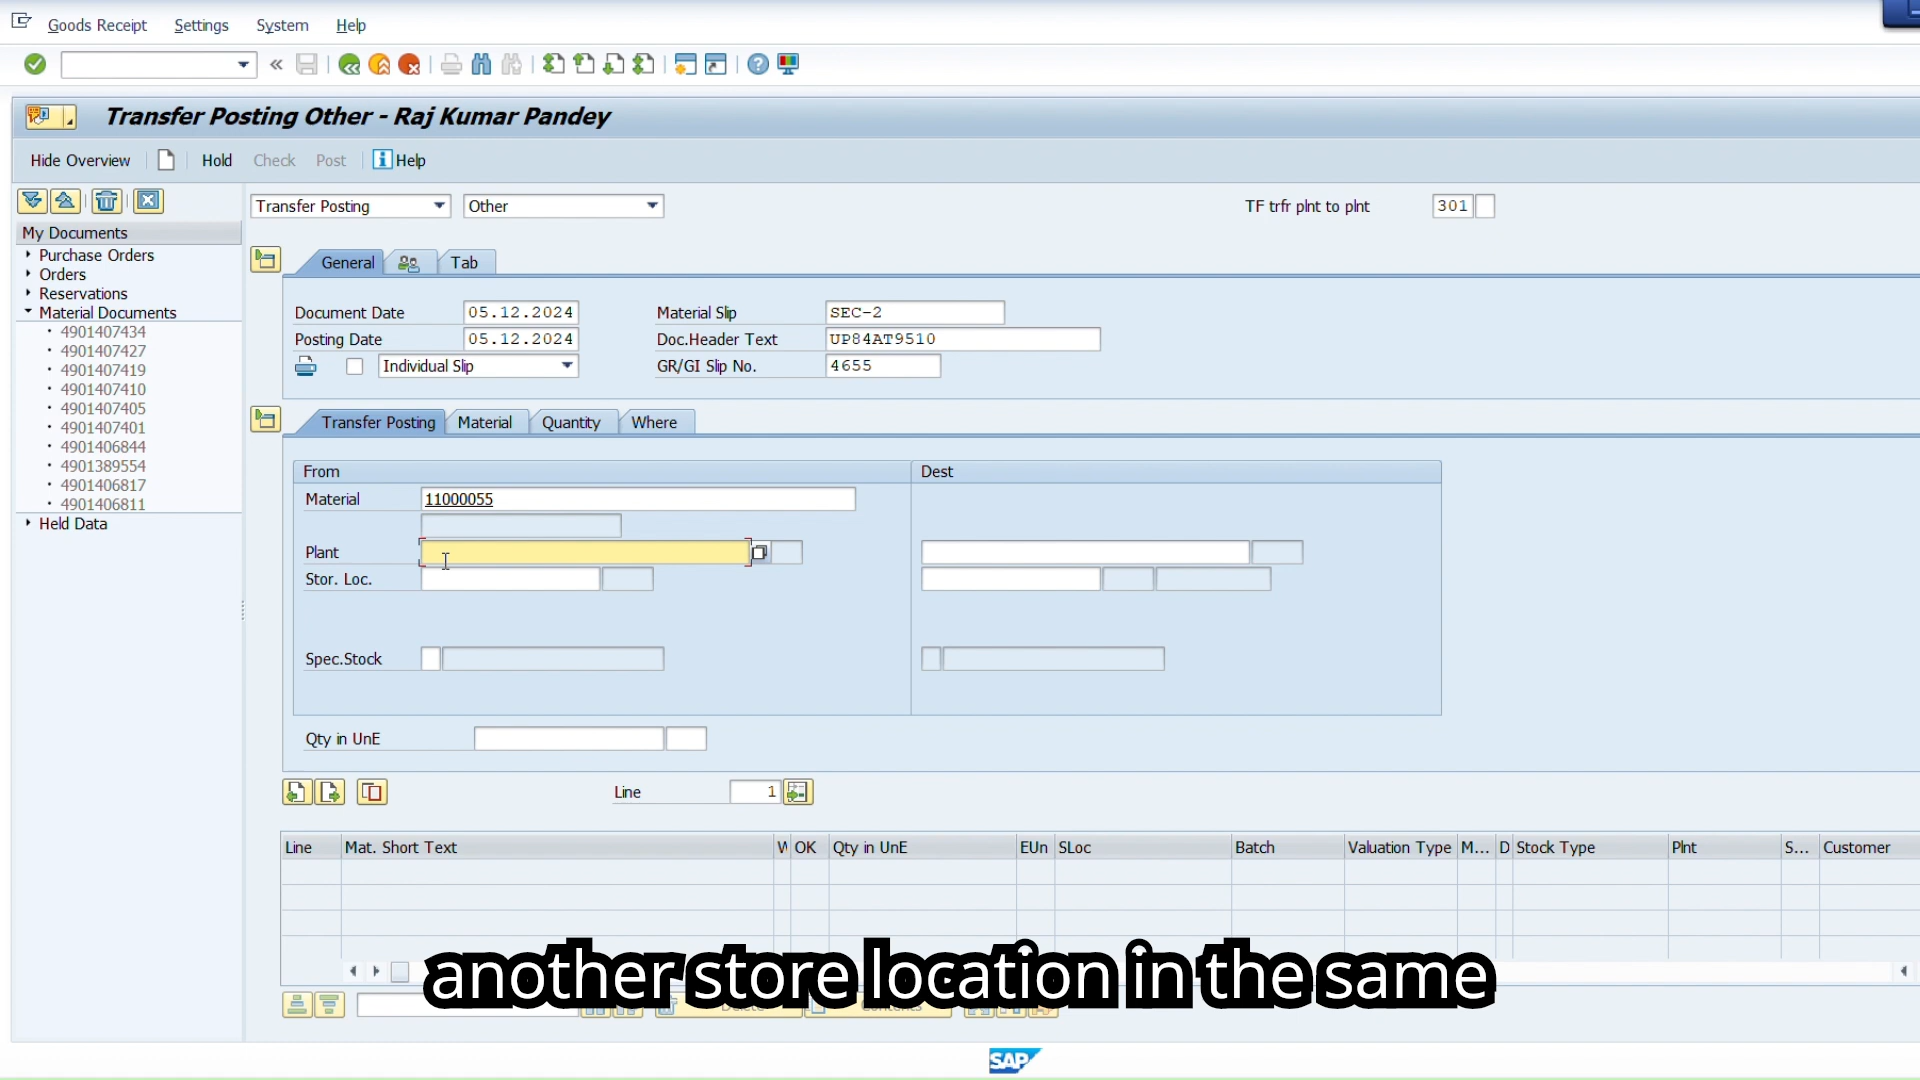 Goods Receipt Settings System Help
Transfer Posting Other - Raj Kumar Pandey
Hide Overview Hold Check Post Help
Transfer Posting Other TF trfr plnt to plnt 301
My Documents
Purchase Orders
Orders
Reservations
Material Documents
4901407434
4901407427
4901407419
4901407410
4901407405
4901407401
4901406844
4901389554
4901406817
4901406811
Held Data
General Tab
Document Date 05.12.2024 Material Slip SEC-2
Posting Date 05.12.2024 Doc.Header Text UP84AT9510
Individual Slip GR/GI Slip No. 4655
Transfer Posting Material Quantity Where
From Dest
Material 11000055
Plant
Stor. Loc.
Spec.Stock
Qty in UnE
Line 1
Line Mat. Short Text OK Qty in UnE EUn SLoc Batch Valuation Type M... D Stock Type Plnt S... Customer
another store location in the same
SAP